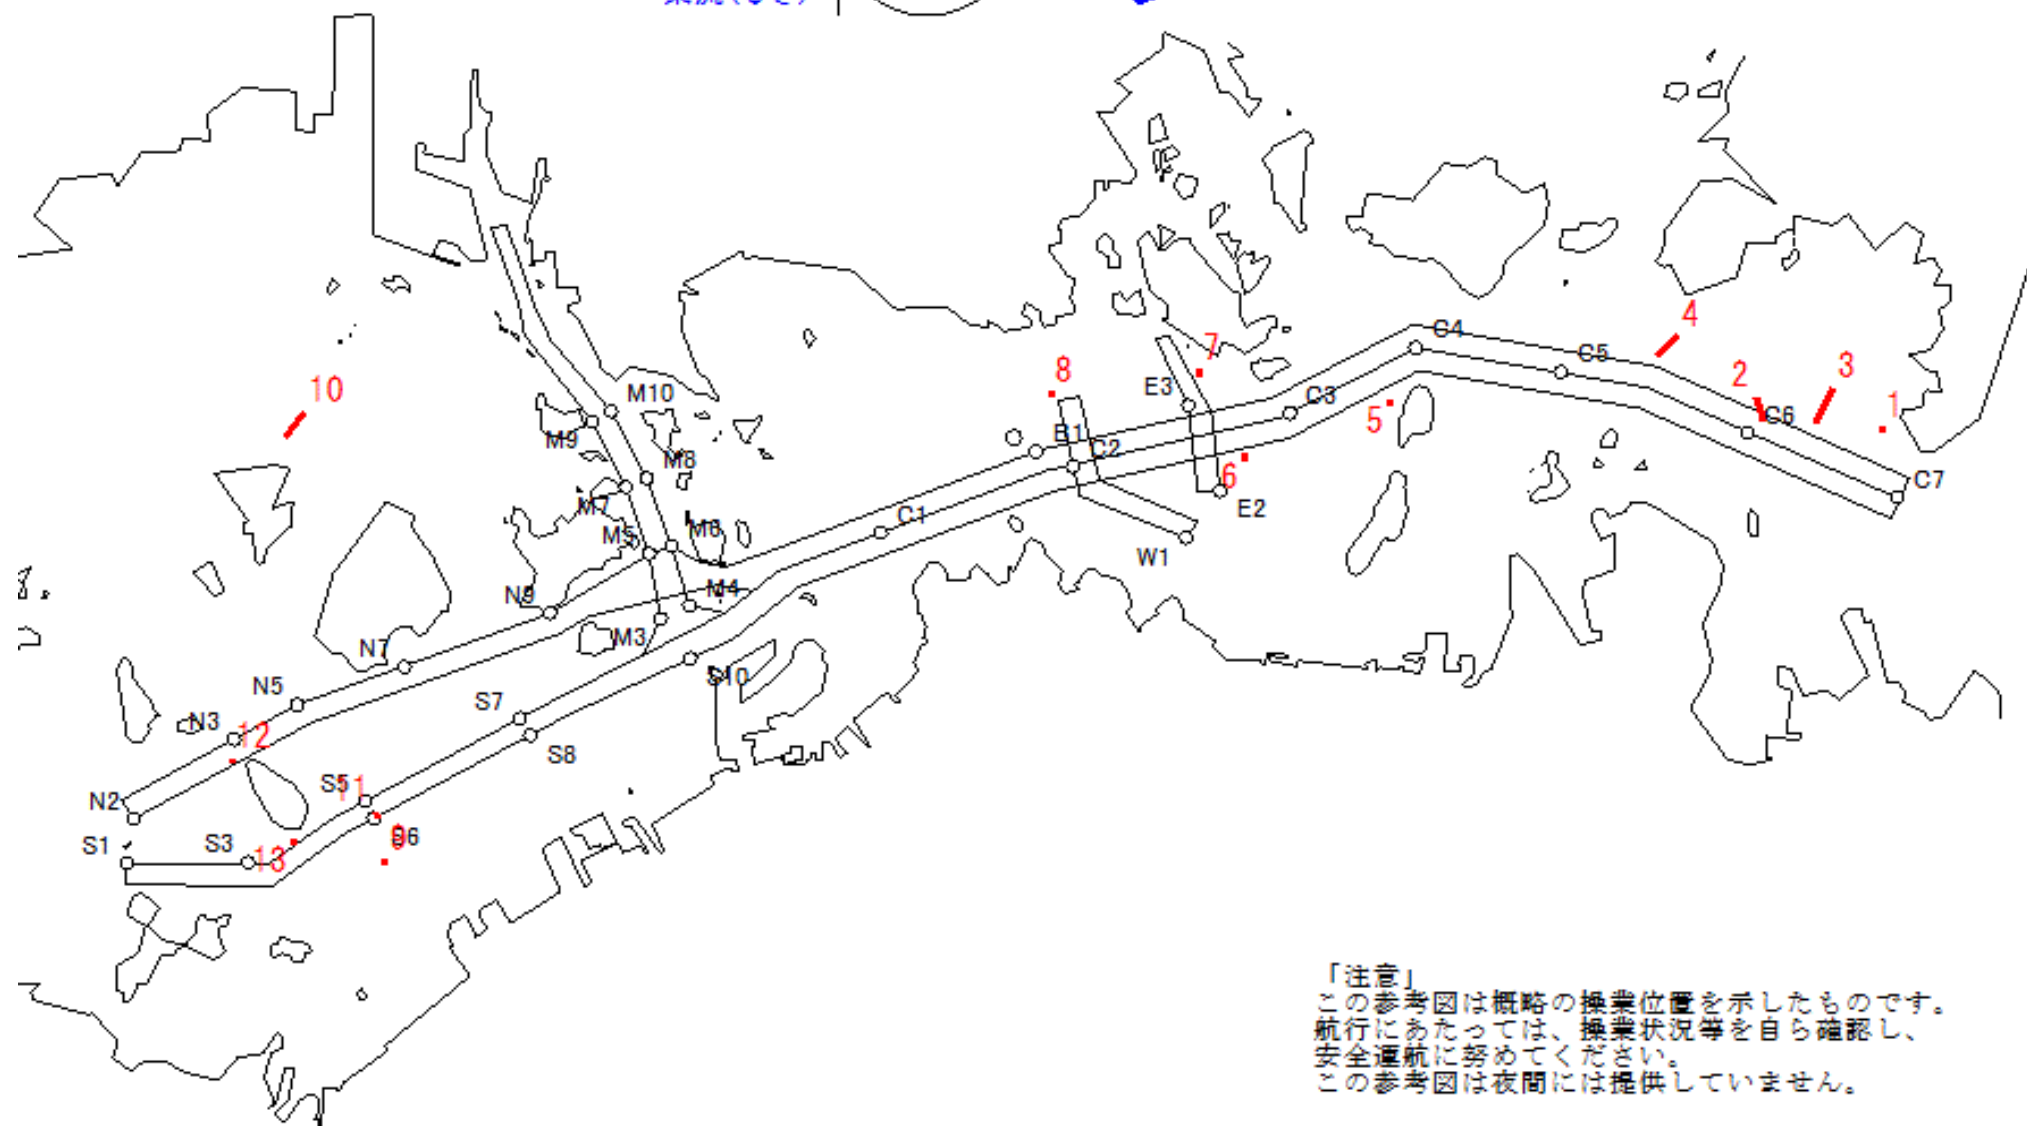 4
C4
7
C5
8
E3
2
3
1
10
M10
C3
5
C6
B1
M9
C2
M8
6
C7
M7
C1
E2
M5
M6
W1
N9
M4
M3
N7
S10
N5
S7
N3
12
S8
S5
11
N2
S6
9
S1
S3
13
「注意」
この参考図は概略の操業位置を示したものです。
航行にあたっては、操業状況等を自ら確認し、
安全運航に努めてください。
この参考図は夜間には提供していません。